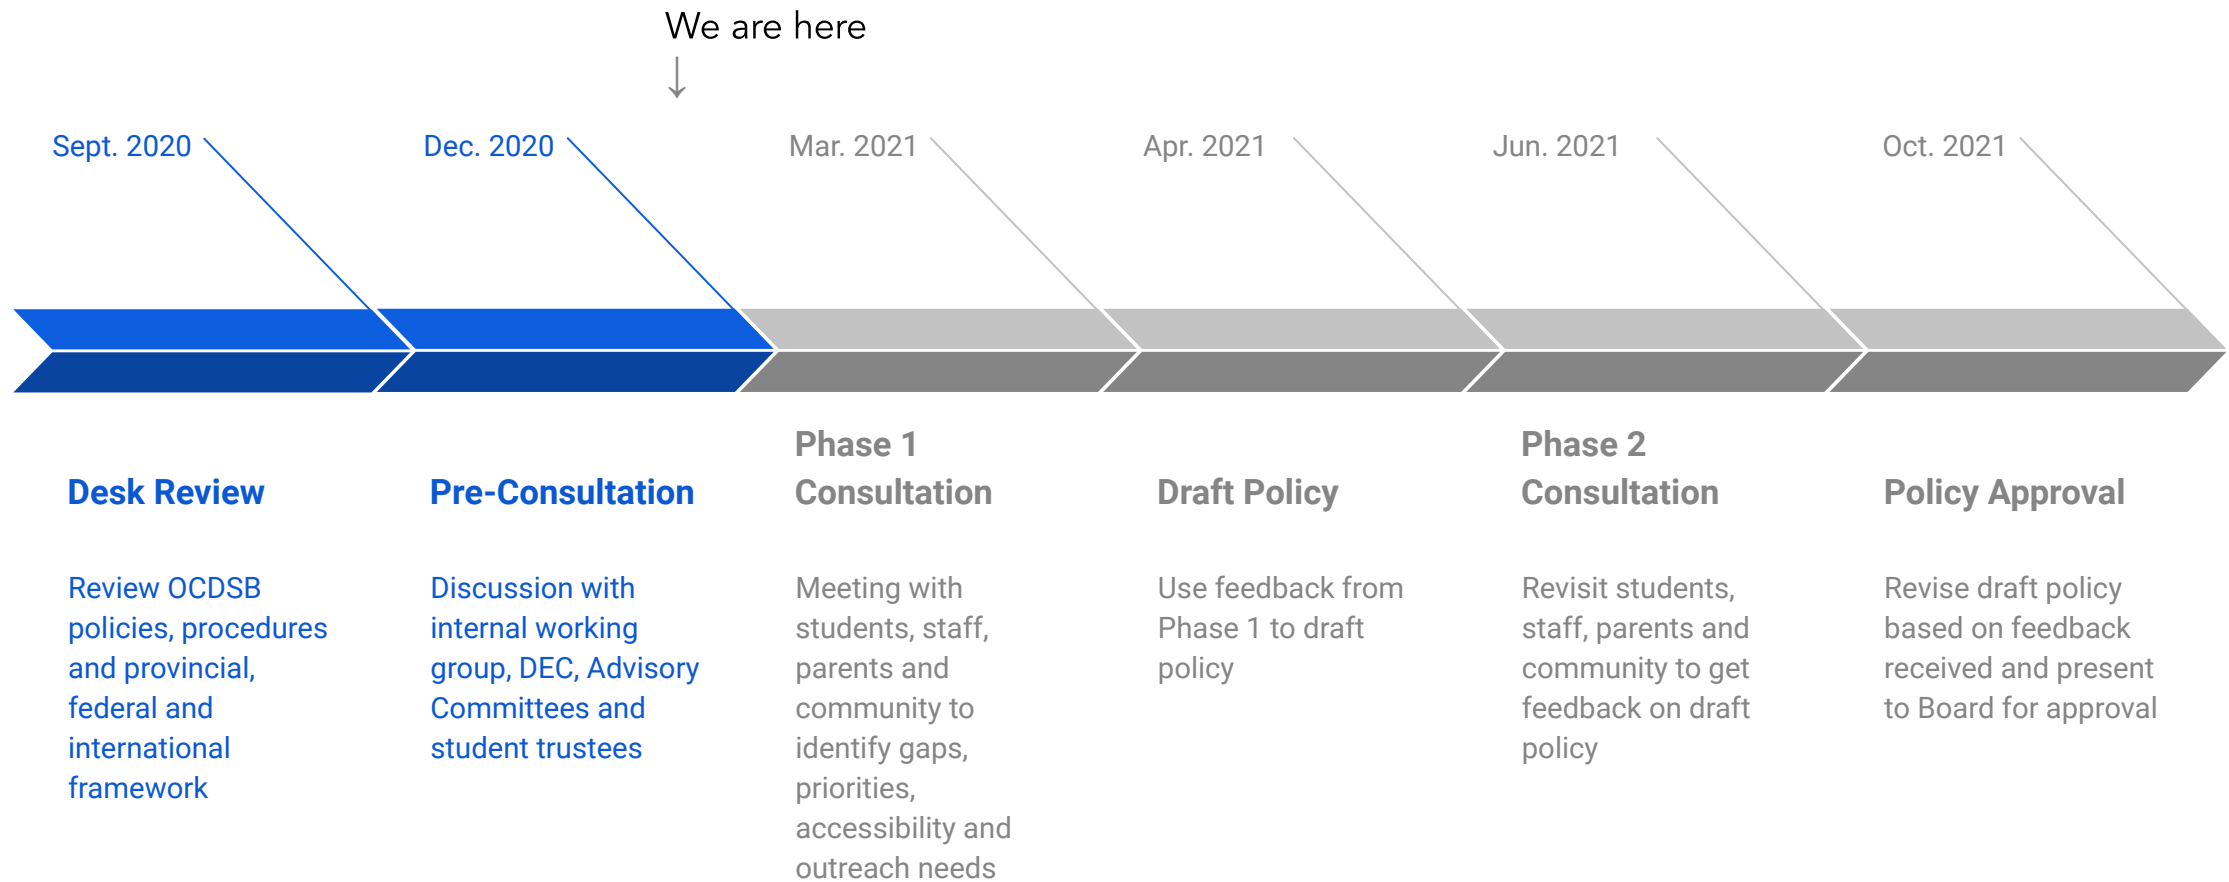 We are here
Sept. 2020
Dec. 2020
Mar. 2021
Apr. 2021
Jun. 2021
Oct. 2021
Desk Review
Review OCDSB
policies, procedures
and provincial,
federal and
international
framework
Pre-Consultation
Discussion with
internal working
group, DEC, Advisory
Committees and
student trustees
Phase 1
Consultation
Meeting with
students, staff,
parents and
community to
identify gaps,
priorities,
accessibility and
outreach needs
Draft Policy
Use feedback from
Phase 1 to draft
policy
Phase 2
Consultation
Revisit students,
staff, parents and
community to get
feedback on draft
policy
Policy Approval
Revise draft policy
based on feedback
received and present
to Board for approval